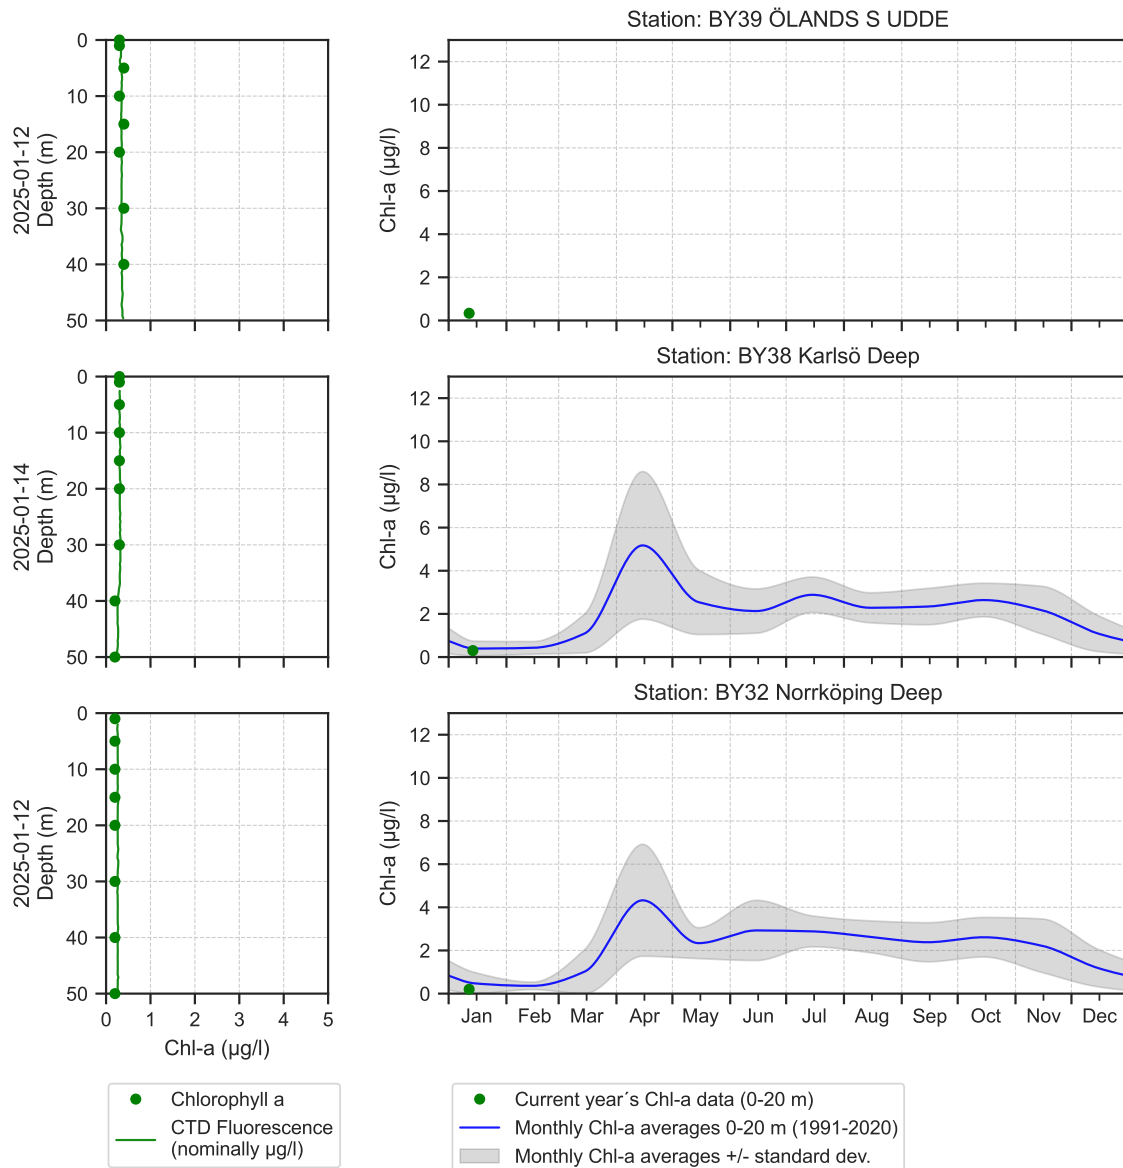 Station: BY39 ÖLANDS S UDDE
2025-01-12
Depth (m)
0
10
20
30
40
50
Chl-a (µg/l)
12
10
8
6
4
2
0
Station: BY38 Karlsö Deep
2025-01-14
Depth (m)
0
10
20
30
40
50
Chl-a (µg/l)
12
10
8
6
4
2
0
Station: BY32 Norrköping Deep
2025-01-12
Depth (m)
0
10
20
30
40
50
0 1 2 3 4 5
Chl-a (µg/l)
Chl-a (µg/l)
12
10
8
6
4
2
0
Jan Feb Mar Apr May Jun Jul Aug Sep Oct Nov Dec
Chlorophyll a
CTD Fluorescence
(nominally µg/l)
Current year´s Chl-a data (0-20 m)
Monthly Chl-a averages 0-20 m (1991-2020)
Monthly Chl-a averages +/- standard dev.